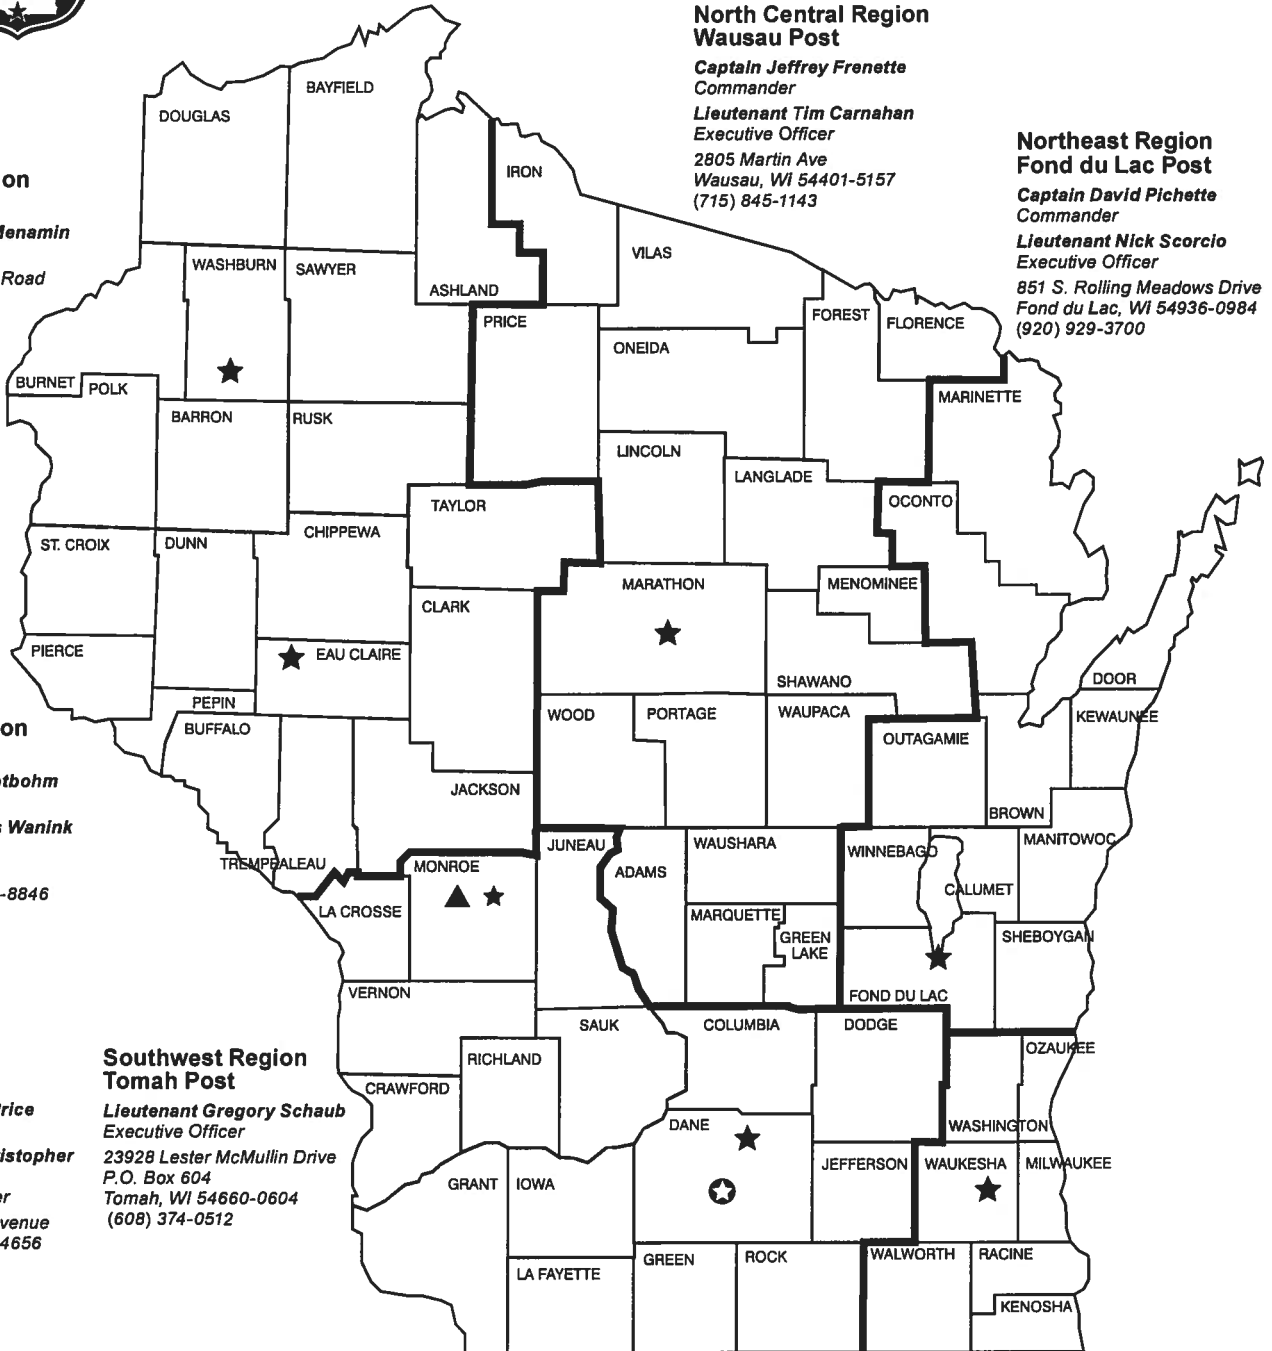 North Central Region
Wausau Post
Captain Jeffrey Frenette
Commander
Lieutenant Tim Carnahan
Executive Officer
2805 Martin Ave
Wausau, WI 54401-5157
(715) 845-1143
Northeast Region
Fond du Lac Post
Captain David Pichette
Commander
Lieutenant Nick Scorcio
Executive Officer
851 S. Rolling Meadows Drive
Fond du Lac, WI 54936-0984
(920) 929-3700
on
Menamin
Road
on
otbohm
s Wanink
-8846
Southwest Region
Tomah Post
Lieutenant Gregory Schaub
Executive Officer
23928 Lester McMullin Drive
P.O. Box 604
Tomah, WI 54660-0604
(608) 374-0512
Price
ristopher
er
venue
4656
BAYFIELD
DOUGLAS
IRON
VILAS
WASHBURN
SAWYER
ASHLAND
PRICE
FOREST
FLORENCE
ONEIDA
BURNET
POLK
MARINETTE
BARRON
RUSK
LINCOLN
LANGLADE
TAYLOR
OCONTO
CHIPPEWA
ST. CROIX
DUNN
MARATHON
MENOMINEE
CLARK
PIERCE
EAU CLAIRE
SHAWANO
DOOR
PEPIN
WOOD
PORTAGE
WAUPACA
KEWAUNEE
BUFFALO
OUTAGAMIE
JACKSON
BROWN
JUNEAU
WAUSHARA
MANITOWOC
WINNEBAGO
TREMPEALEAU
MONROE
ADAMS
CALUMET
LA CROSSE
MARQUETTE
GREEN
LAKE
SHEBOYGAN
VERNON
FOND DU LAC
SAUK
COLUMBIA
DODGE
OZAUKEE
RICHLAND
CRAWFORD
DANE
WASHINGTON
JEFFERSON
WAUKESHA
MILWAUKEE
GRANT
IOWA
LA FAYETTE
GREEN
ROCK
WALWORTH
RACINE
KENOSHA